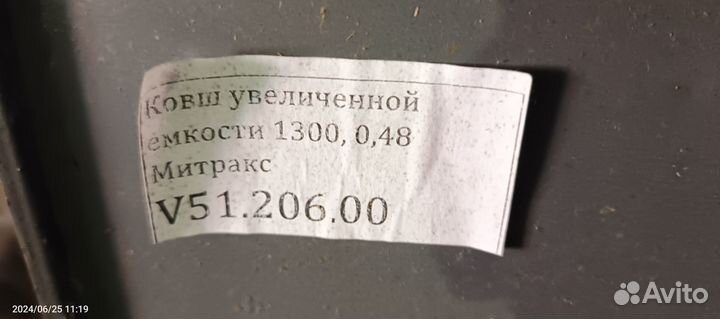 Ковш увеличенной
емкости 1300, 0,48
Митракс
V51.206.00
2024/06/25 11:19
Avito